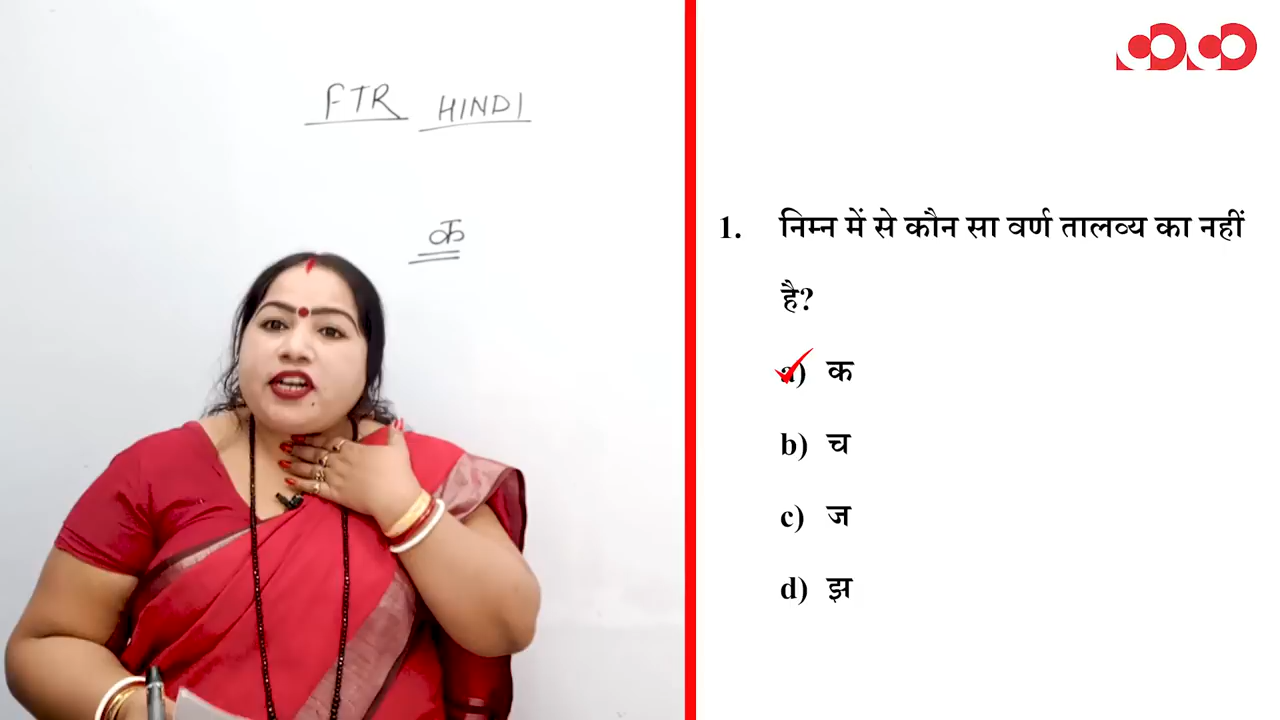 FTR HINDI
क
1. निम्न में से कौन सा वर्ण तालव्य का नहीं
है?
a) क
b) च
c) ज
d) झ